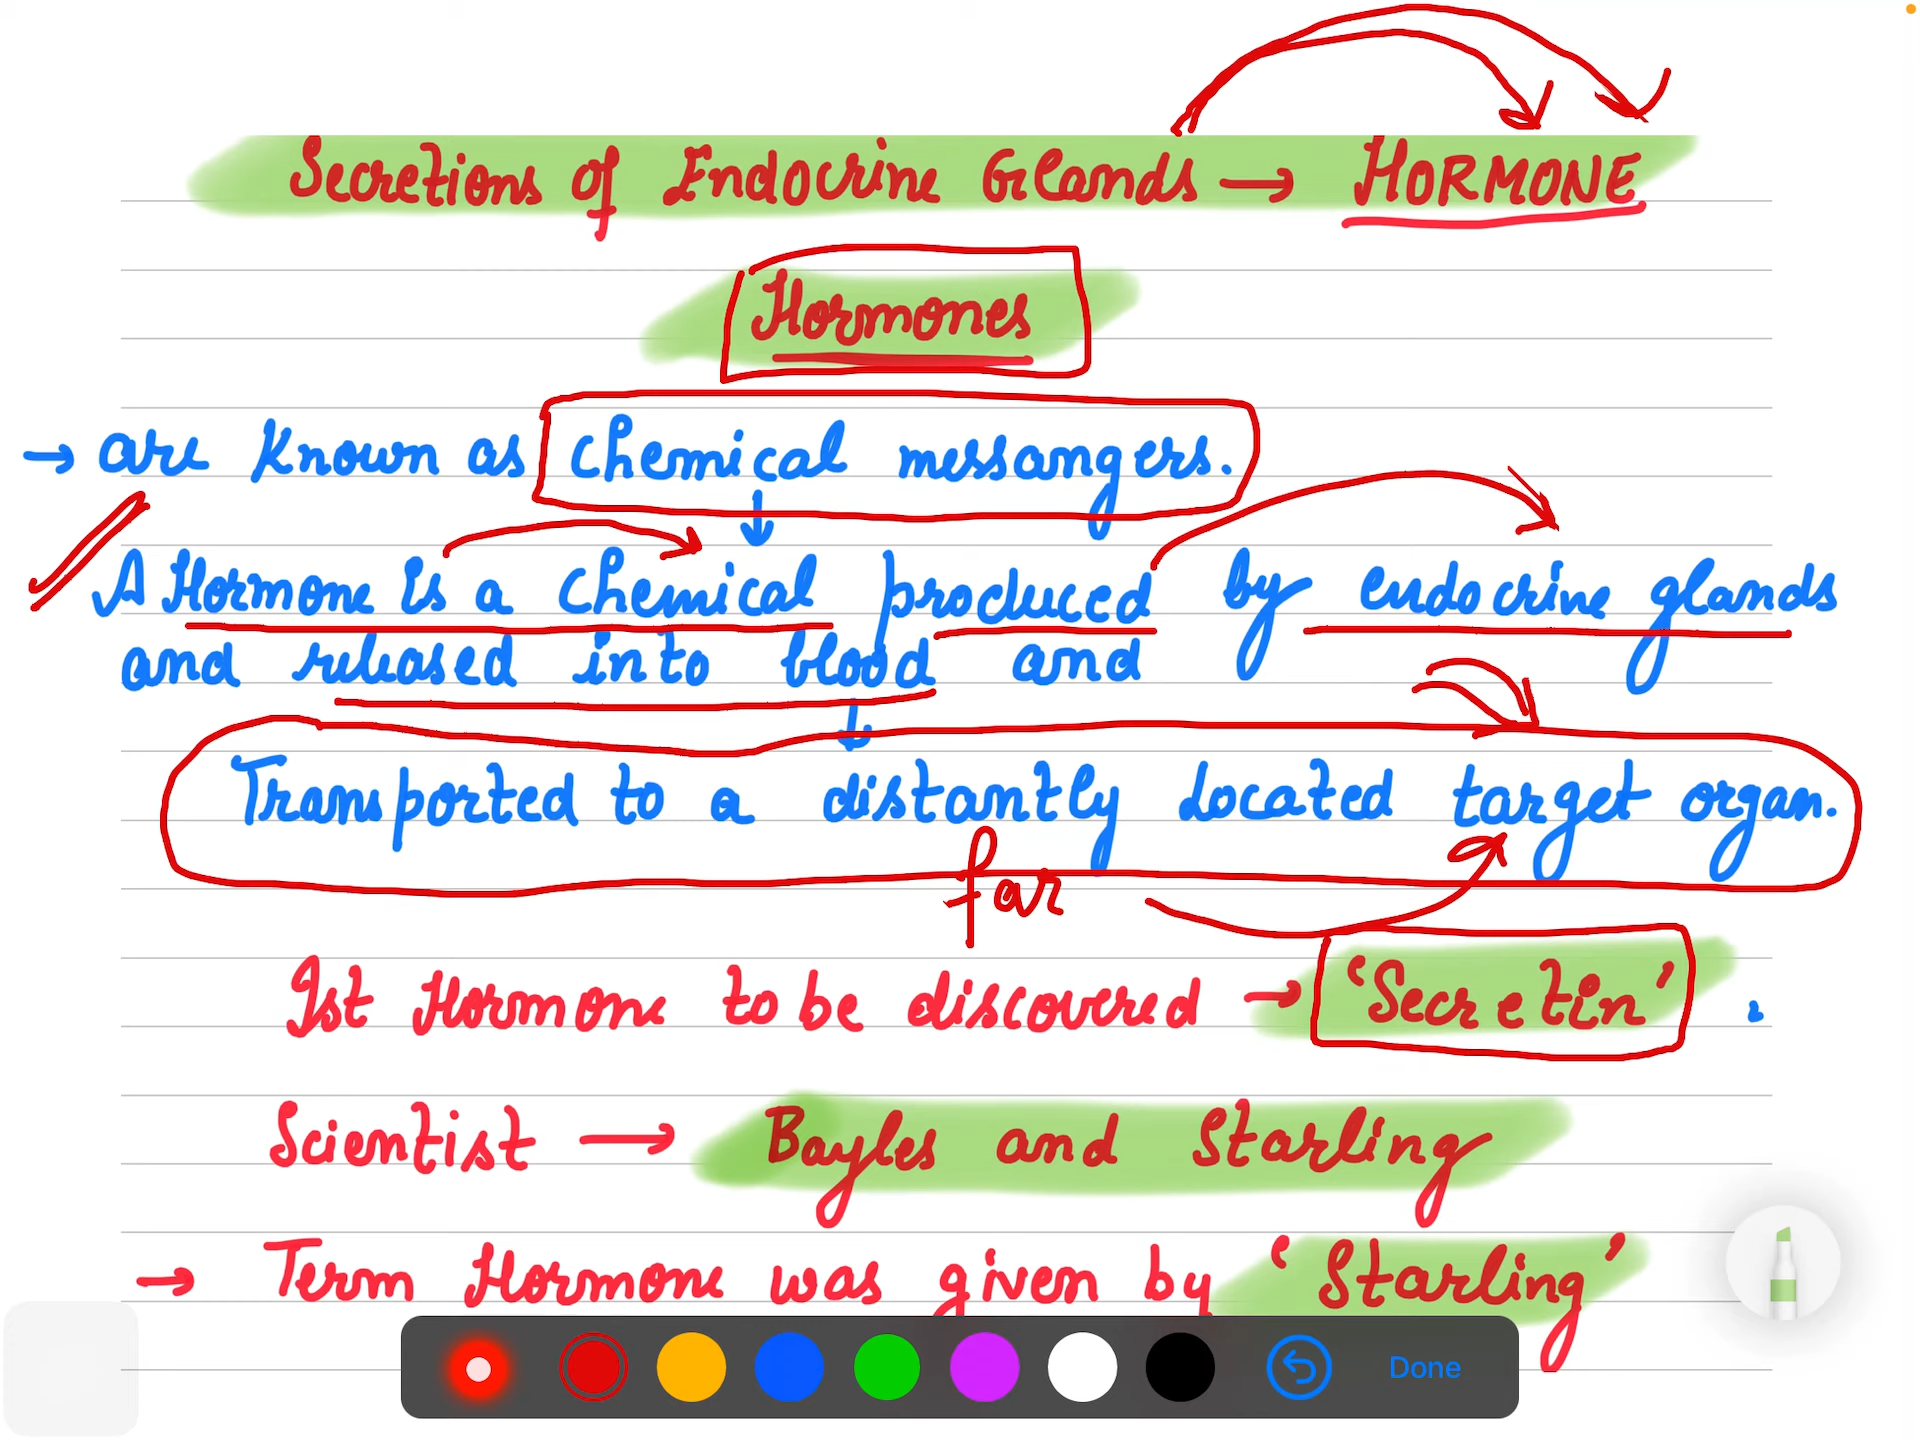 Secretions of Endocrine Glands → HORMONE
Hormones
→ are known as chemical messangers.
A Hormone is a chemical produced by endocrine glands
and released into blood and
Transported to a distantly located target organ.
far
Ist Hormone to be discovered → 'Secretin'
Scientist → Bayles and Starling
→ Term Hormone was given by 'Starling'
Done